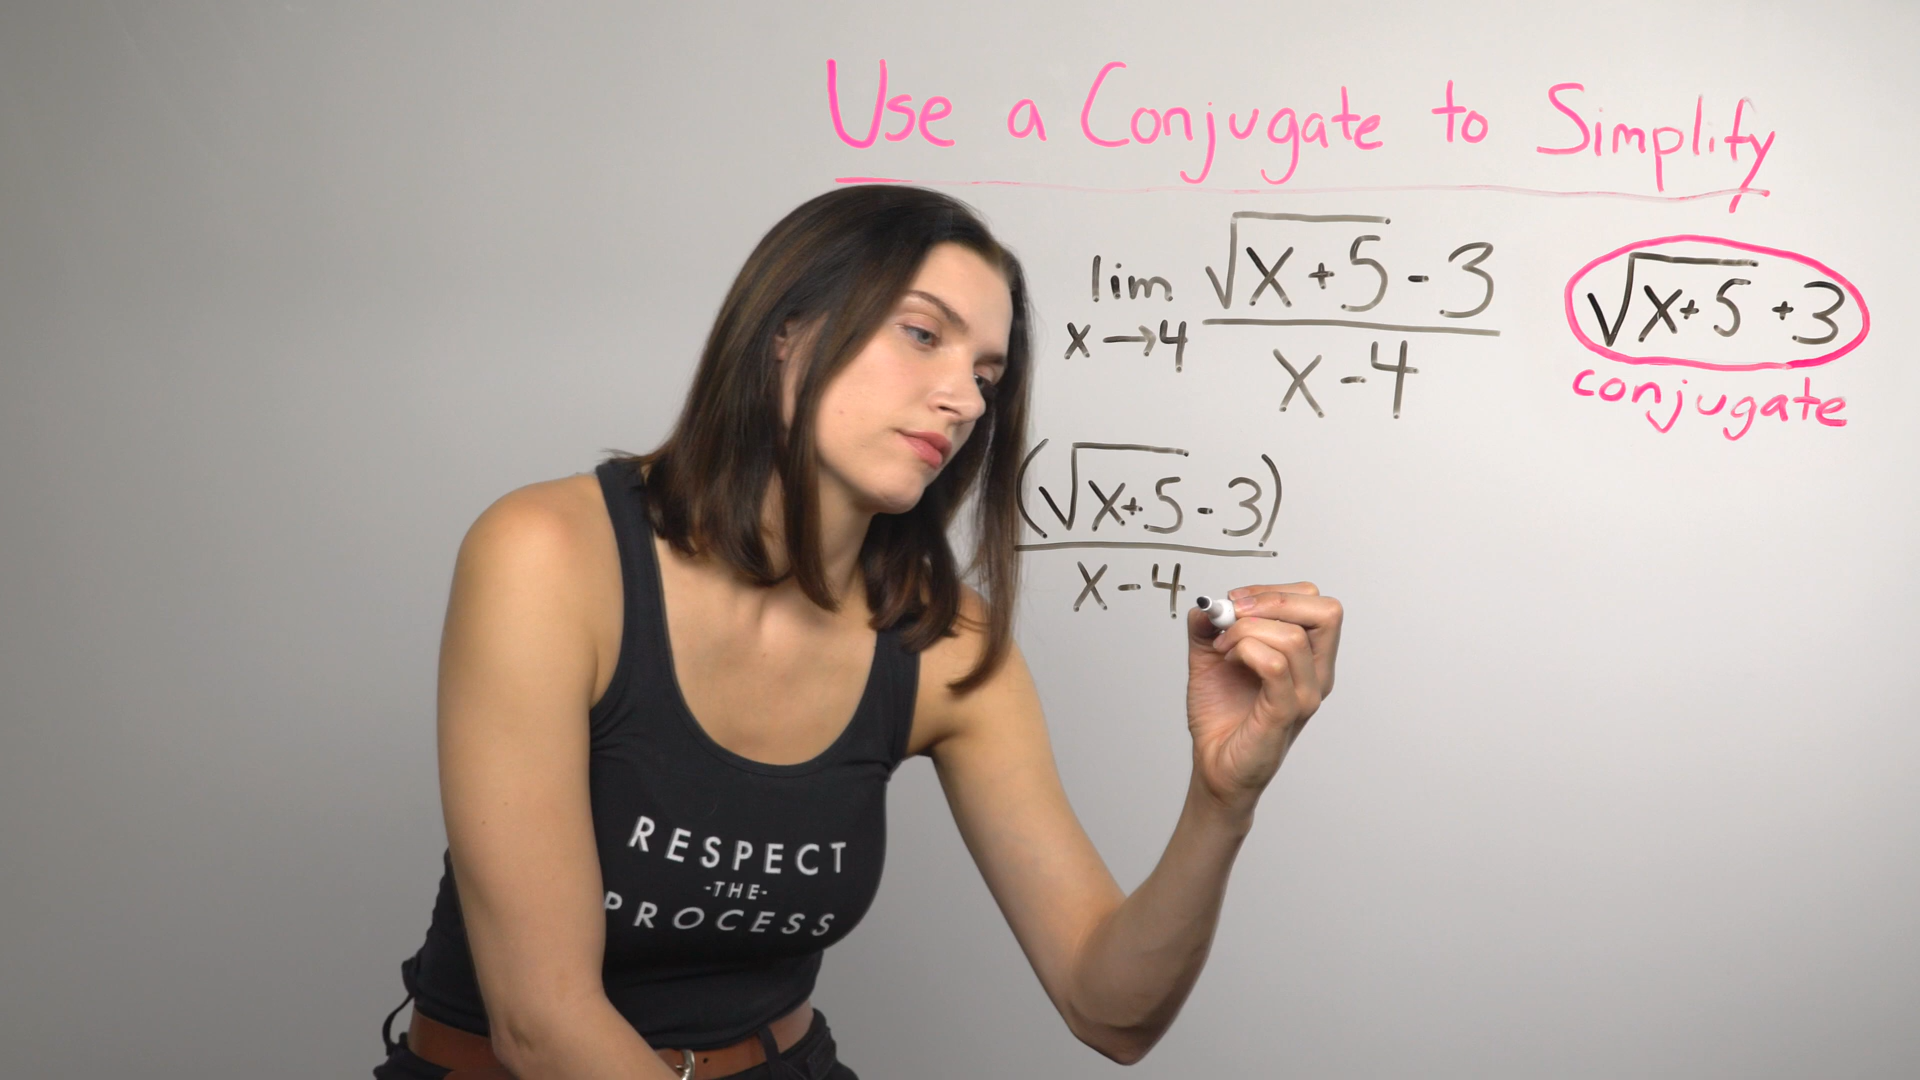 Use a Conjugate to Simplify
lim x→4 (√(x+5) - 3)/(x-4)
√(x+5) + 3
conjugate
(√(x+5) - 3)
x-4
RESPECT
-THE-
PROCESS